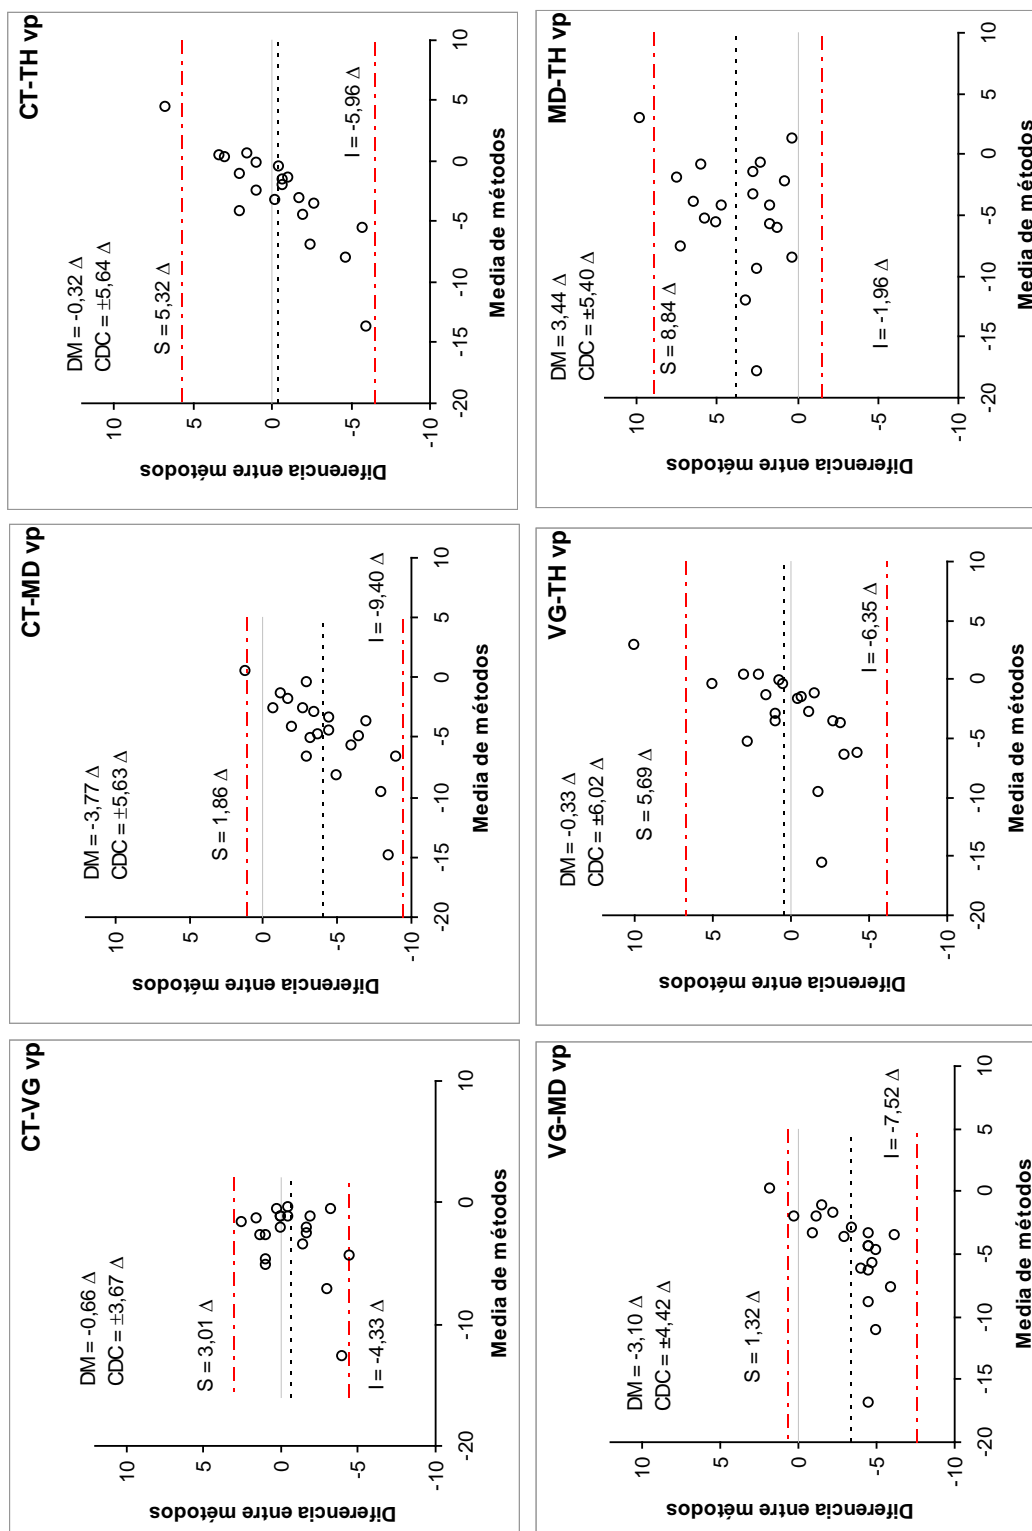 CT-VG vp
DM = -0,66 Δ
CDC = ±3,67 Δ
S = 3,01 Δ
I = -4,33 Δ
Diferencia entre métodos
10
5
0
-5
-10
-20 -10 0 10
Media de métodos
CT-MD vp
DM = -3,77 Δ
CDC = ±5,63 Δ
S = 1,86 Δ
I = -9,40 Δ
Diferencia entre métodos
10
5
0
-5
-10
-20 -15 -10 -5 0 5 10
Media de métodos
CT-TH vp
DM = -0,32 Δ
CDC = ±5,64 Δ
S = 5,32 Δ
I = -5,96 Δ
Diferencia entre métodos
10
5
0
-5
-10
-20 -15 -10 -5 0 5 10
Media de métodos
VG-MD vp
DM = -3,10 Δ
CDC = ±4,42 Δ
S = 1,32 Δ
I = -7,52 Δ
Diferencia entre métodos
10
5
0
-5
-10
-20 -15 -10 -5 0 5 10
Media de métodos
VG-TH vp
DM = -0,33 Δ
CDC = ±6,02 Δ
S = 5,69 Δ
I = -6,35 Δ
Diferencia entre métodos
10
5
0
-5
-10
-20 -15 -10 -5 0 5 10
Media de métodos
MD-TH vp
DM = 3,44 Δ
CDC = ±5,40 Δ
S = 8,84 Δ
I = -1,96 Δ
Diferencia entre métodos
10
5
0
-5
-10
-20 -15 -10 -5 0 5 10
Media de métodos